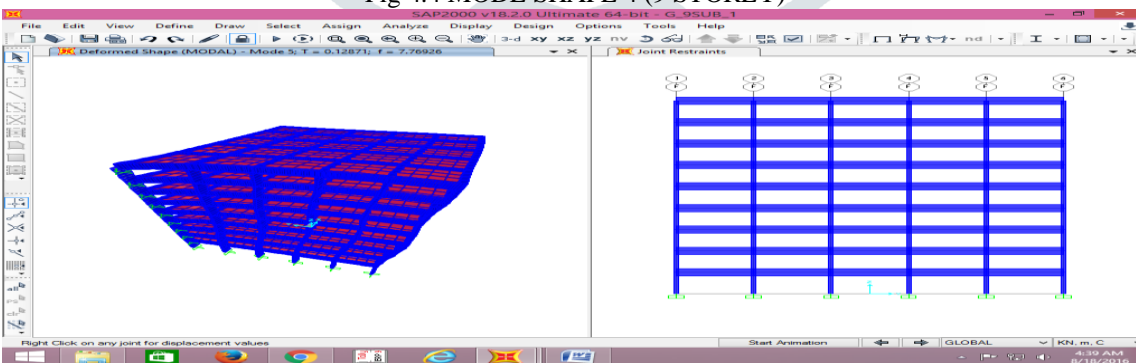 Fig 4.4 MODE SHAPE 4 (9 STOREY)
SAP2000 v18.2.0 Ultimate 64-bit - G_9SUB_1
File Edit View Define Draw Select Assign Analyze Display Design Options Tools Help
3-d xy xz yz nv nd
Deformed Shape (MODAL) - Mode 5; T = 0.12871; f = 7.76926
Joint Restraints
1 2 3 4 5 6
F F F F F F
all
Right Click on any joint for displacement values
Start Animation
GLOBAL
KN, m, C
4:39 AM
8/18/2016